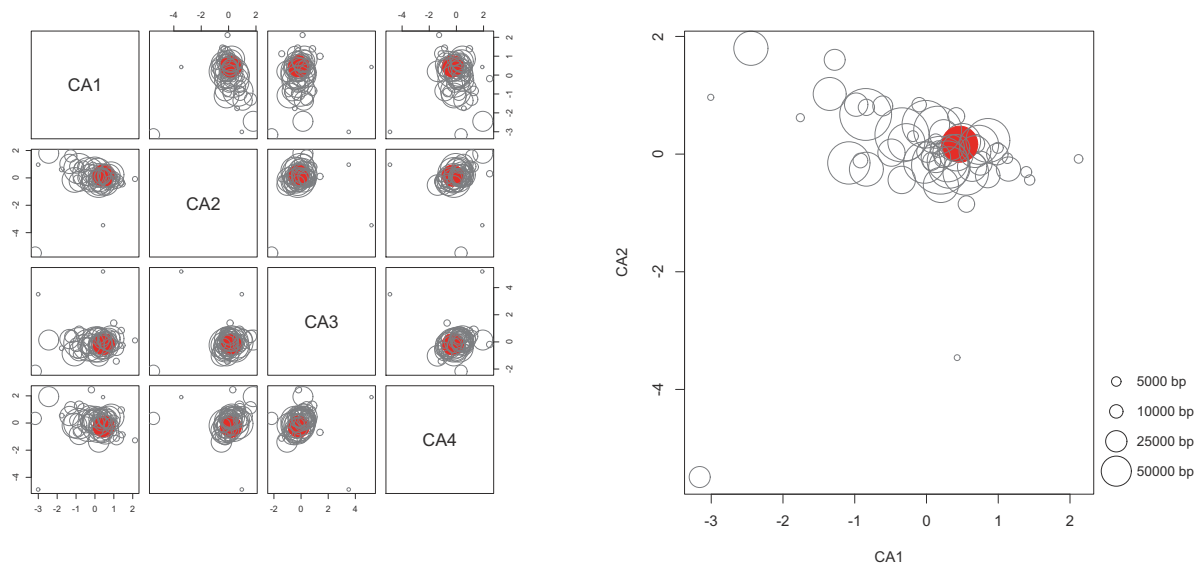 -4 -2 0 2 -4 -2 0 2
CA1
-3 -2 -1 0 1 2
-4 -2 0 2
CA2
CA3
-2 0 2 4
-4 -2 0 2
CA4
-3 -2 -1 0 1 2 -2 0 2 4
2
0
-2
-4
CA2
-3 -2 -1 0 1 2
CA1
5000 bp
10000 bp
25000 bp
50000 bp